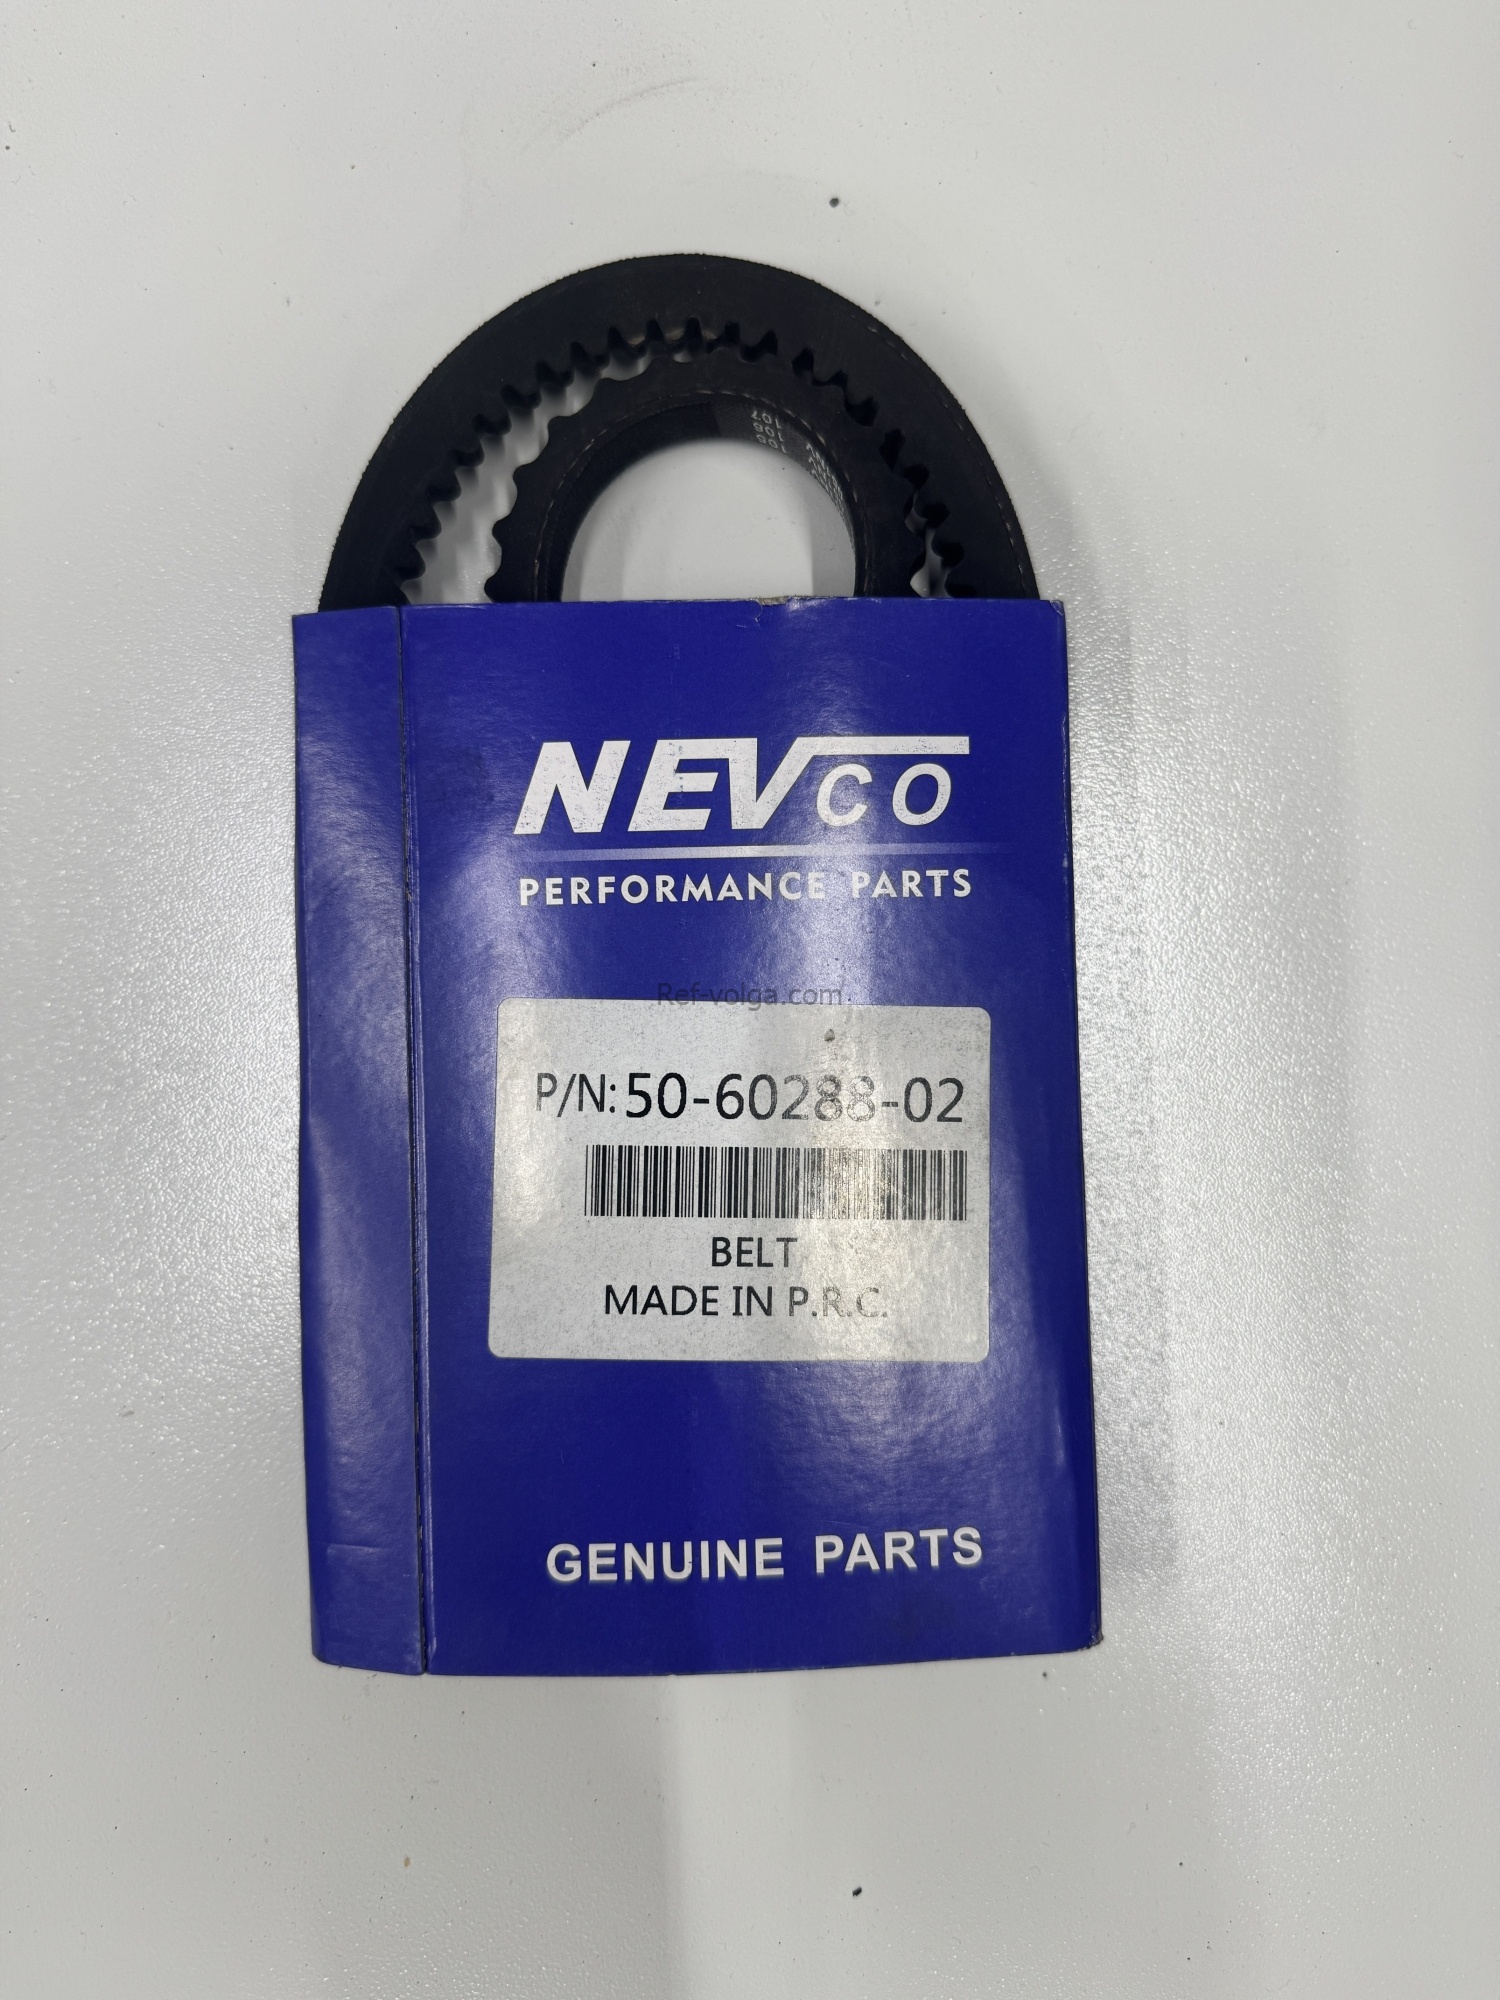 NEVCO
PERFORMANCE PARTS
Ref-volga.com
P/N: 50-60288-02
BELT
MADE IN P.R.C.
GENUINE PARTS